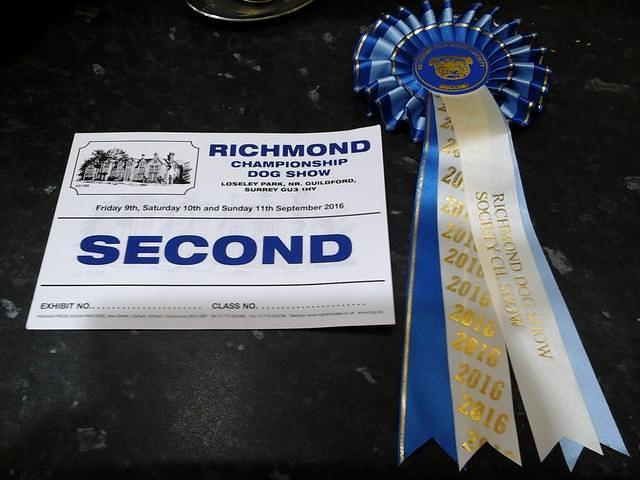 RICHMOND
CHAMPIONSHIP
DOG SHOW
LOSELEY PARK, NR. GUILDFORD,
SURREY GU3 1HY
Friday 9th, Saturday 10th and Sunday 11th September 2016
SECOND
EXHIBIT NO. CLASS NO.
RICHMOND DOG SHOW
SOCIETY CH. SHOW
2016
2016
2016
2016
2016
2016
2016
2016